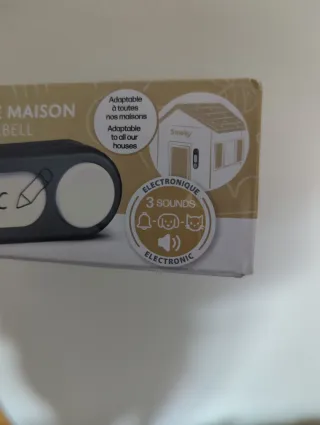 E MAISON
BELL
Adaptable
à toutes
nos maisons
Adaptable
to all our
houses
Smoby
C
ELECTRONIQUE
3 SOUNDS
ELECTRONIC